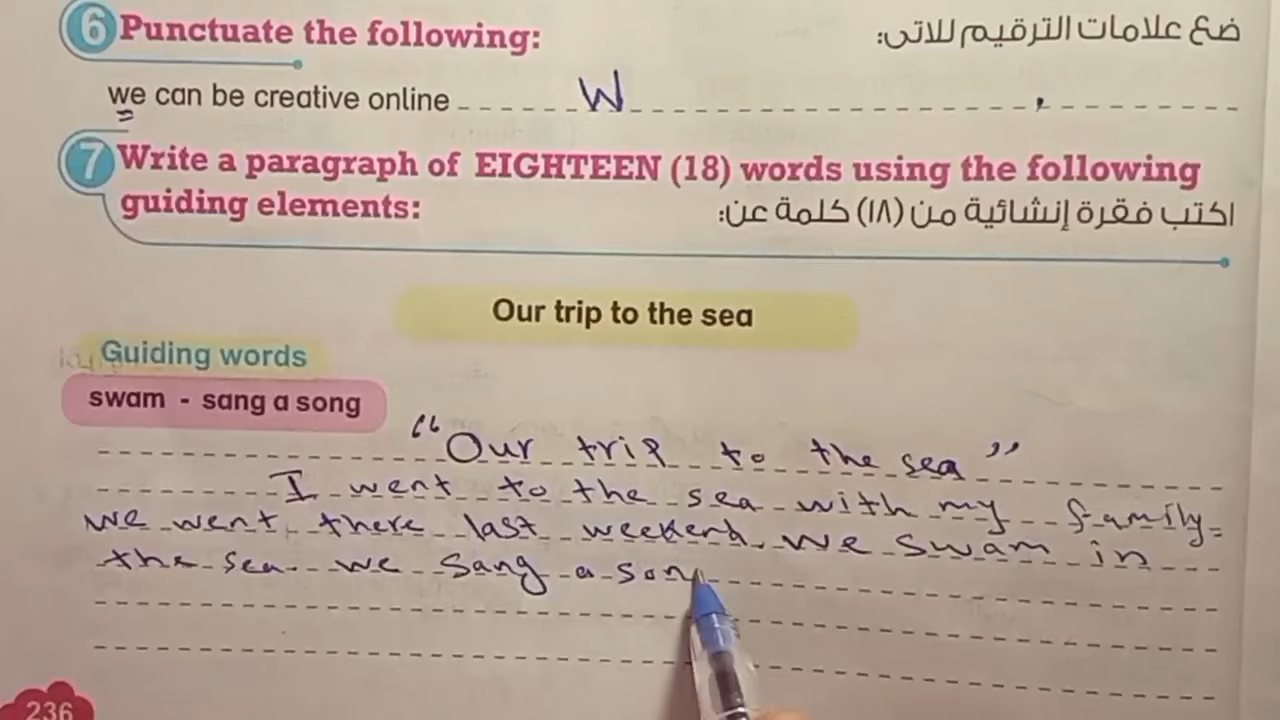 6 Punctuate the following: ضع علامات الترقيم للاتى:
we can be creative online W .
7 Write a paragraph of EIGHTEEN (18) words using the following
guiding elements: اكتب فقرة إنشائية من (١٨) كلمة عن:
Our trip to the sea
Guiding words
swam - sang a song
"Our trip to the sea"
I went to the sea with my family.
we went there last weekend. We swam in
the sea. we sang a son
236